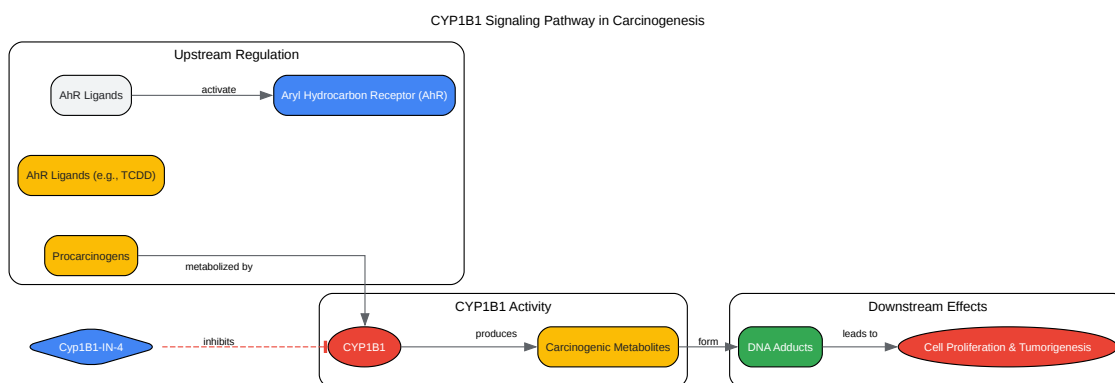 CYP1B1 Signaling Pathway in Carcinogenesis
Upstream Regulation
AhR Ligands
activate
Aryl Hydrocarbon Receptor (AhR)
AhR Ligands (e.g., TCDD)
Procarcinogens
metabolized by
CYP1B1 Activity
Downstream Effects
Cyp1B1-IN-4
inhibits
CYP1B1
produces
Carcinogenic Metabolites
form
DNA Adducts
leads to
Cell Proliferation & Tumorigenesis